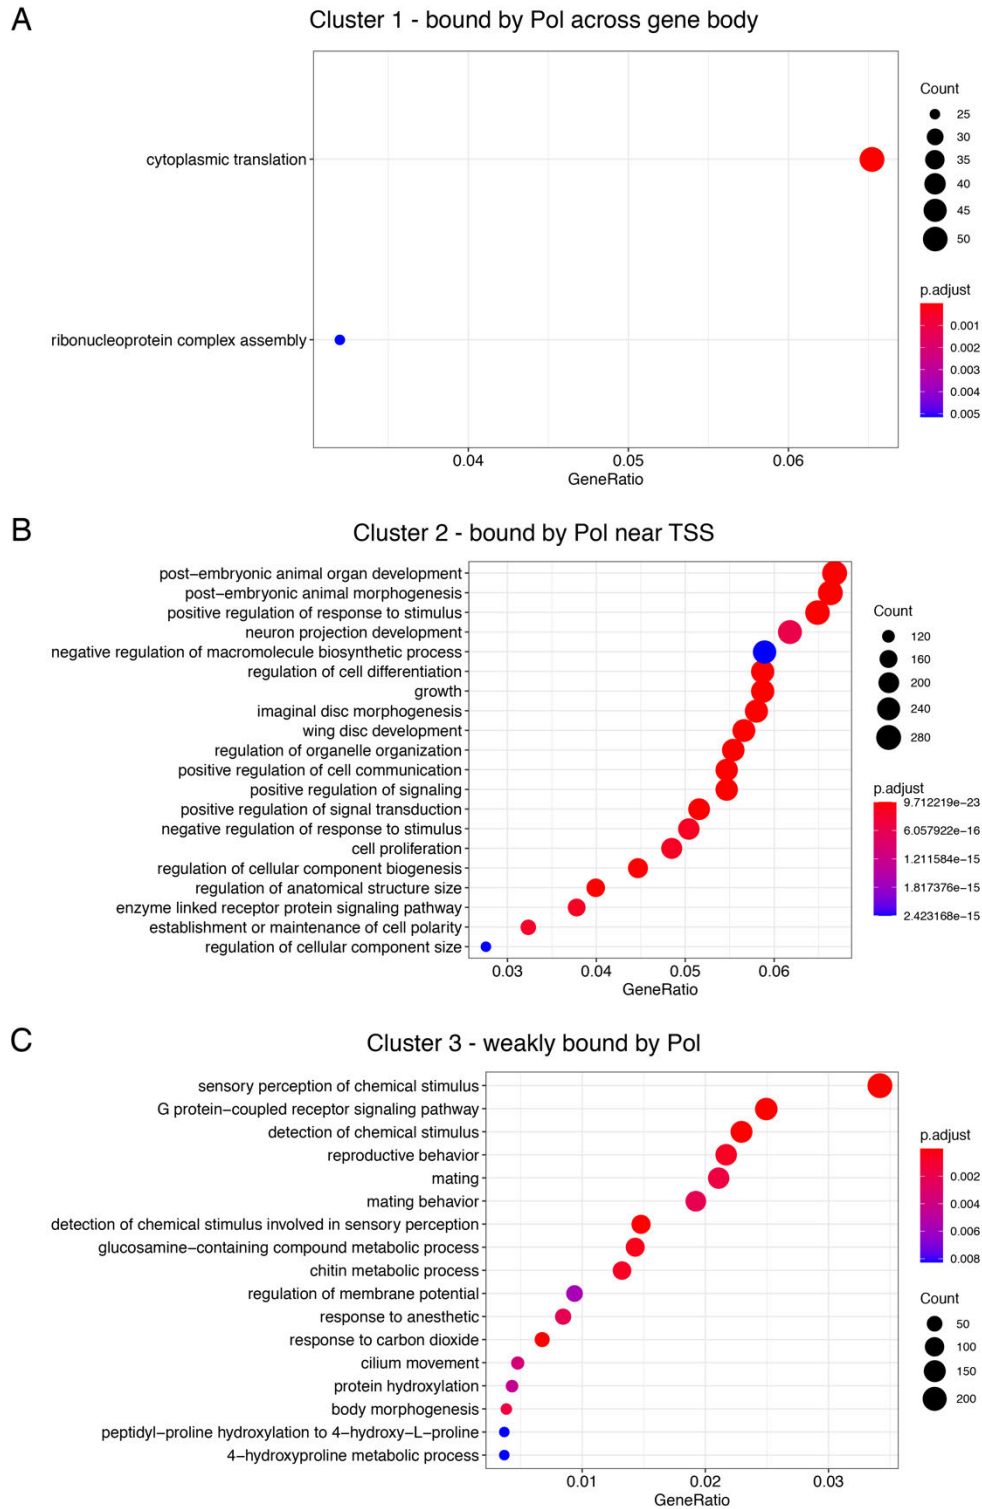 A
Cluster 1 - bound by Pol across gene body
cytoplasmic translation
ribonucleoprotein complex assembly
0.04
0.05
0.06
GeneRatio
Count
25
30
35
40
45
50
p.adjust
0.001
0.002
0.003
0.004
0.005
B
Cluster 2 - bound by Pol near TSS
post−embryonic animal organ development
post−embryonic animal morphogenesis
positive regulation of response to stimulus
neuron projection development
negative regulation of macromolecule biosynthetic process
regulation of cell differentiation
growth
imaginal disc morphogenesis
wing disc development
regulation of organelle organization
positive regulation of cell communication
positive regulation of signaling
positive regulation of signal transduction
negative regulation of response to stimulus
cell proliferation
regulation of cellular component biogenesis
regulation of anatomical structure size
enzyme linked receptor protein signaling pathway
establishment or maintenance of cell polarity
regulation of cellular component size
0.03
0.04
0.05
0.06
GeneRatio
Count
120
160
200
240
280
p.adjust
9.712219e−23
6.057922e−16
1.211584e−15
1.817376e−15
2.423168e−15
C
Cluster 3 - weakly bound by Pol
sensory perception of chemical stimulus
G protein−coupled receptor signaling pathway
detection of chemical stimulus
reproductive behavior
mating
mating behavior
detection of chemical stimulus involved in sensory perception
glucosamine−containing compound metabolic process
chitin metabolic process
regulation of membrane potential
response to anesthetic
response to carbon dioxide
cilium movement
protein hydroxylation
body morphogenesis
peptidyl−proline hydroxylation to 4−hydroxy−L−proline
4−hydroxyproline metabolic process
0.01
0.02
0.03
GeneRatio
p.adjust
0.002
0.004
0.006
0.008
Count
50
100
150
200